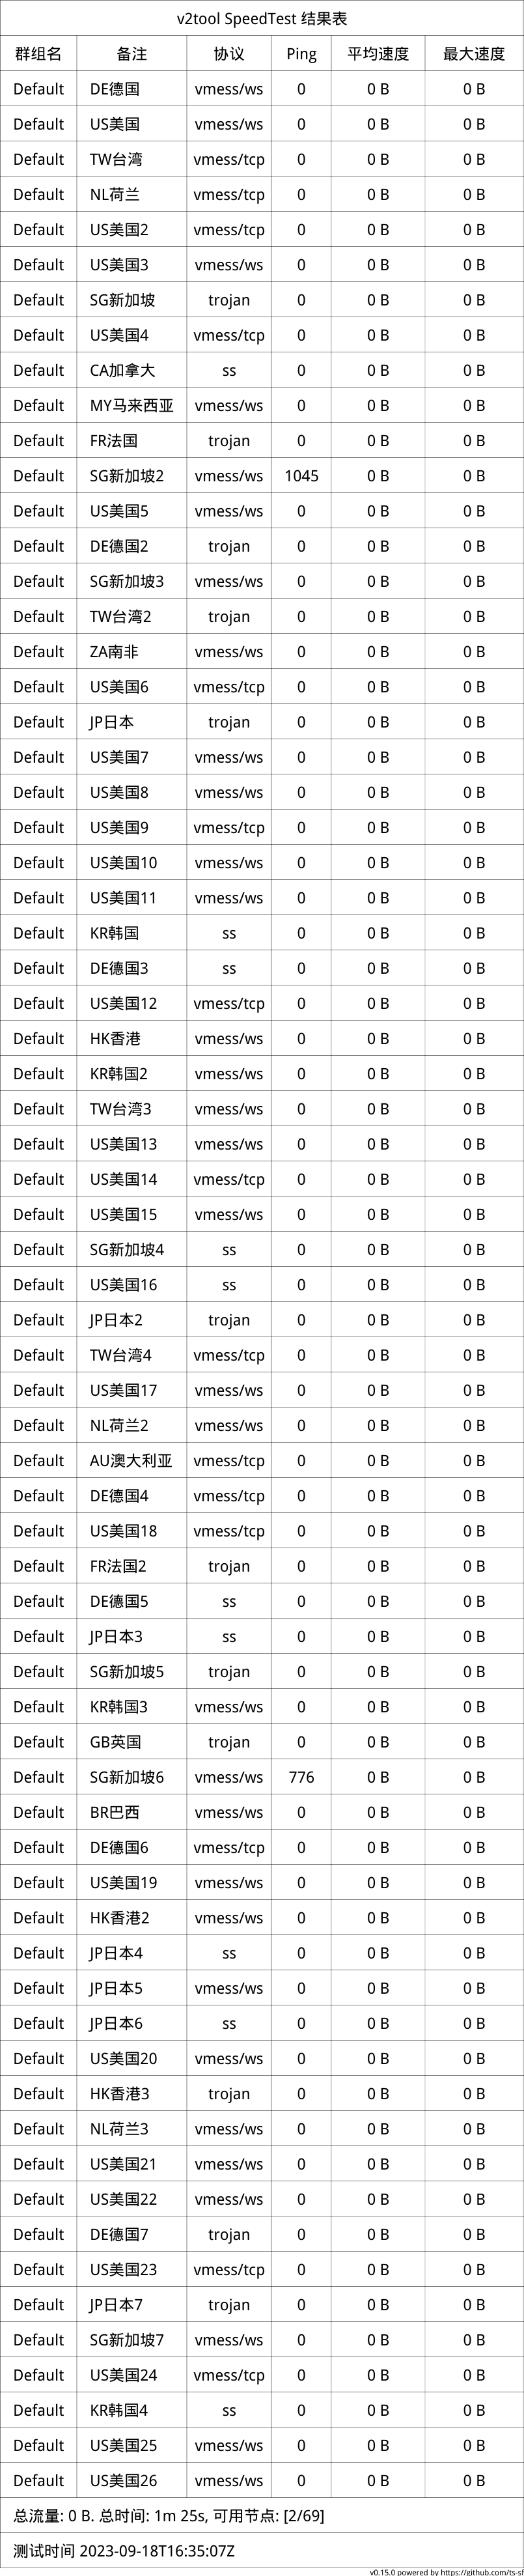 v2tool SpeedTest 结果表
群组名 备注 协议 Ping 平均速度 最大速度
Default DE德国 vmess/ws 0 0 B 0 B
Default US美国 vmess/ws 0 0 B 0 B
Default TW台湾 vmess/tcp 0 0 B 0 B
Default NL荷兰 vmess/tcp 0 0 B 0 B
Default US美国2 vmess/tcp 0 0 B 0 B
Default US美国3 vmess/ws 0 0 B 0 B
Default SG新加坡 trojan 0 0 B 0 B
Default US美国4 vmess/tcp 0 0 B 0 B
Default CA加拿大 ss 0 0 B 0 B
Default MY马来西亚 vmess/ws 0 0 B 0 B
Default FR法国 trojan 0 0 B 0 B
Default SG新加坡2 vmess/ws 1045 0 B 0 B
Default US美国5 vmess/ws 0 0 B 0 B
Default DE德国2 trojan 0 0 B 0 B
Default SG新加坡3 vmess/ws 0 0 B 0 B
Default TW台湾2 trojan 0 0 B 0 B
Default ZA南非 vmess/ws 0 0 B 0 B
Default US美国6 vmess/tcp 0 0 B 0 B
Default JP日本 trojan 0 0 B 0 B
Default US美国7 vmess/ws 0 0 B 0 B
Default US美国8 vmess/ws 0 0 B 0 B
Default US美国9 vmess/tcp 0 0 B 0 B
Default US美国10 vmess/ws 0 0 B 0 B
Default US美国11 vmess/ws 0 0 B 0 B
Default KR韩国 ss 0 0 B 0 B
Default DE德国3 ss 0 0 B 0 B
Default US美国12 vmess/tcp 0 0 B 0 B
Default HK香港 vmess/ws 0 0 B 0 B
Default KR韩国2 vmess/ws 0 0 B 0 B
Default TW台湾3 vmess/ws 0 0 B 0 B
Default US美国13 vmess/ws 0 0 B 0 B
Default US美国14 vmess/tcp 0 0 B 0 B
Default US美国15 vmess/ws 0 0 B 0 B
Default SG新加坡4 ss 0 0 B 0 B
Default US美国16 ss 0 0 B 0 B
Default JP日本2 trojan 0 0 B 0 B
Default TW台湾4 vmess/tcp 0 0 B 0 B
Default US美国17 vmess/ws 0 0 B 0 B
Default NL荷兰2 vmess/ws 0 0 B 0 B
Default AU澳大利亚 vmess/tcp 0 0 B 0 B
Default DE德国4 vmess/tcp 0 0 B 0 B
Default US美国18 vmess/tcp 0 0 B 0 B
Default FR法国2 trojan 0 0 B 0 B
Default DE德国5 ss 0 0 B 0 B
Default JP日本3 ss 0 0 B 0 B
Default SG新加坡5 trojan 0 0 B 0 B
Default KR韩国3 vmess/ws 0 0 B 0 B
Default GB英国 trojan 0 0 B 0 B
Default SG新加坡6 vmess/ws 776 0 B 0 B
Default BR巴西 vmess/ws 0 0 B 0 B
Default DE德国6 vmess/tcp 0 0 B 0 B
Default US美国19 vmess/ws 0 0 B 0 B
Default HK香港2 vmess/ws 0 0 B 0 B
Default JP日本4 ss 0 0 B 0 B
Default JP日本5 vmess/ws 0 0 B 0 B
Default JP日本6 ss 0 0 B 0 B
Default US美国20 vmess/ws 0 0 B 0 B
Default HK香港3 trojan 0 0 B 0 B
Default NL荷兰3 vmess/ws 0 0 B 0 B
Default US美国21 vmess/ws 0 0 B 0 B
Default US美国22 vmess/ws 0 0 B 0 B
Default DE德国7 trojan 0 0 B 0 B
Default US美国23 vmess/tcp 0 0 B 0 B
Default JP日本7 trojan 0 0 B 0 B
Default SG新加坡7 vmess/ws 0 0 B 0 B
Default US美国24 vmess/tcp 0 0 B 0 B
Default KR韩国4 ss 0 0 B 0 B
Default US美国25 vmess/ws 0 0 B 0 B
Default US美国26 vmess/ws 0 0 B 0 B
总流量: 0 B. 总时间: 1m 25s, 可用节点: [2/69]
测试时间 2023-09-18T16:35:07Z
v0.15.0 powered by https://github.com/ts-sf